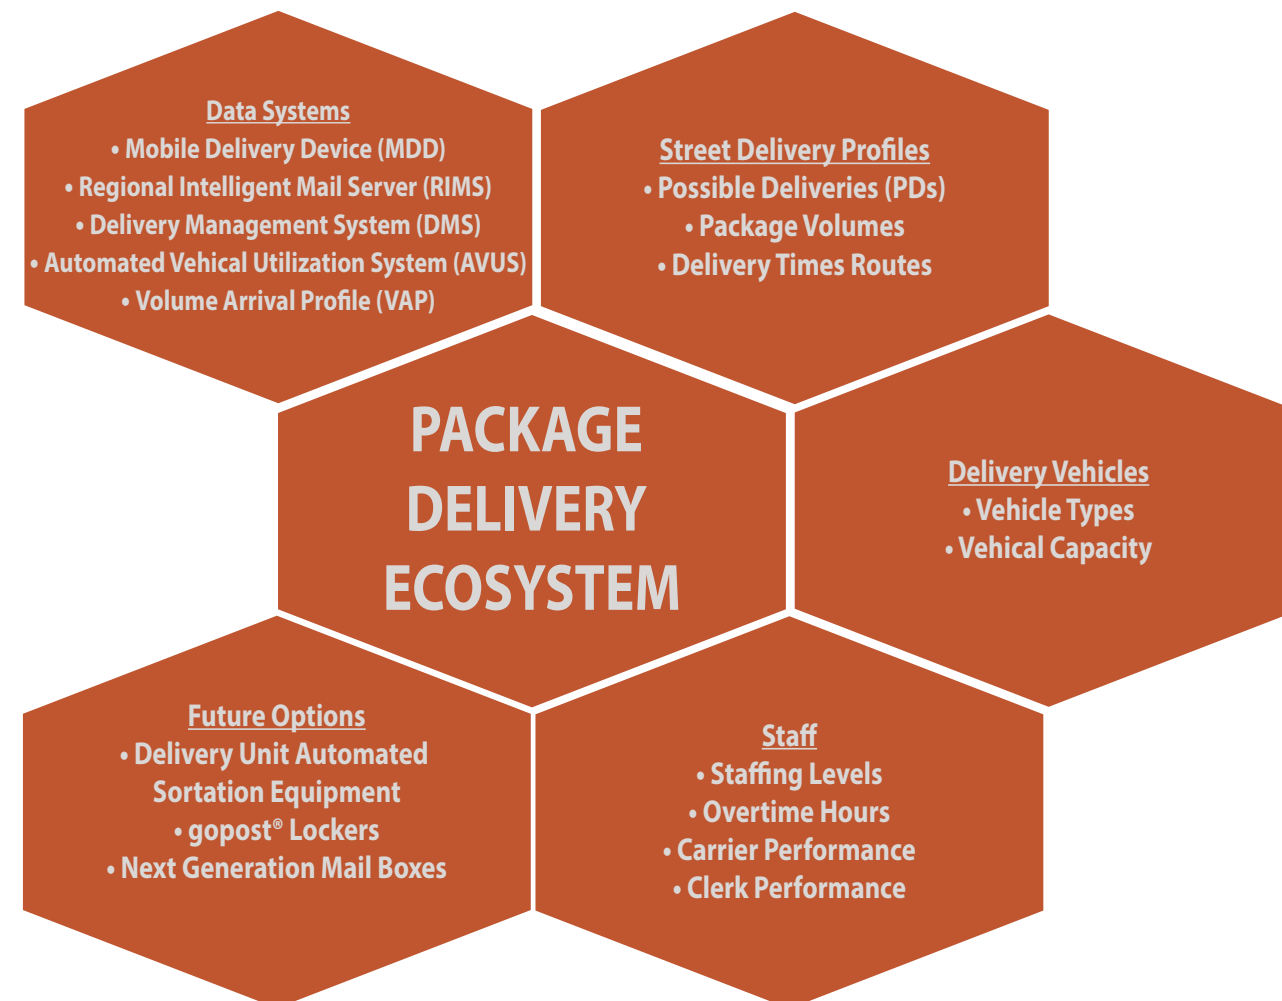 Data Systems
• Mobile Delivery Device (MDD)
• Regional Intelligent Mail Server (RIMS)
• Delivery Management System (DMS)
• Automated Vehical Utilization System (AVUS)
• Volume Arrival Profile (VAP)
Street Delivery Profiles
• Possible Deliveries (PDs)
• Package Volumes
• Delivery Times Routes
PACKAGE
DELIVERY
ECOSYSTEM
Delivery Vehicles
• Vehicle Types
• Vehical Capacity
Future Options
• Delivery Unit Automated
Sortation Equipment
• gopost® Lockers
• Next Generation Mail Boxes
Staff
• Staffing Levels
• Overtime Hours
• Carrier Performance
• Clerk Performance